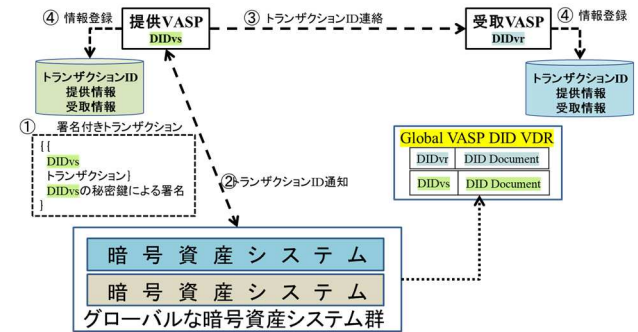 ④ 情報登録
提供VASP
DIDvs
③ トランザクションID連絡
受取VASP
DIDvr
④ 情報登録
トランザクションID
提供情報
受取情報
トランザクションID
提供情報
受取情報
① 署名付きトランザクション
{ {
DIDvs
トランザクション}
DIDvsの秘密鍵による署名
}
②トランザクションID通知
Global VASP DID VDR
DIDvr DID Document
DIDvs DID Document
暗号資産システム
暗号資産システム
グローバルな暗号資産システム群